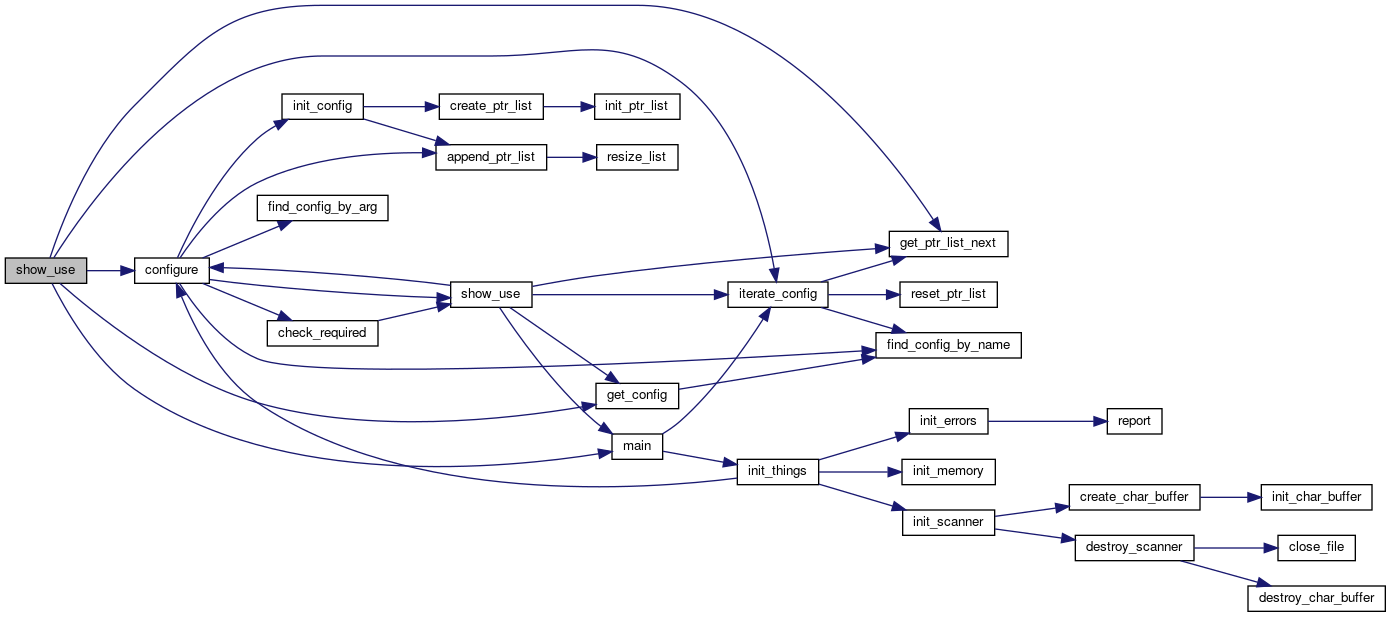 show_use
configure
init_config
create_ptr_list
init_ptr_list
append_ptr_list
resize_list
find_config_by_arg
check_required
show_use
get_ptr_list_next
iterate_config
reset_ptr_list
find_config_by_name
get_config
main
init_things
init_errors
report
init_memory
init_scanner
create_char_buffer
init_char_buffer
destroy_scanner
close_file
destroy_char_buffer